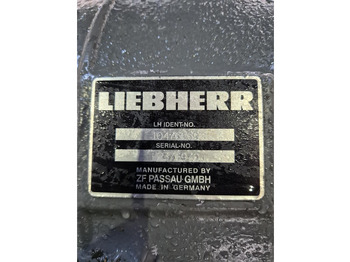 LIEBHERR
LH IDENT-NO.
SERIAL-NO.
MANUFACTURED BY
ZF PASSAU GMBH
MADE IN GERMANY